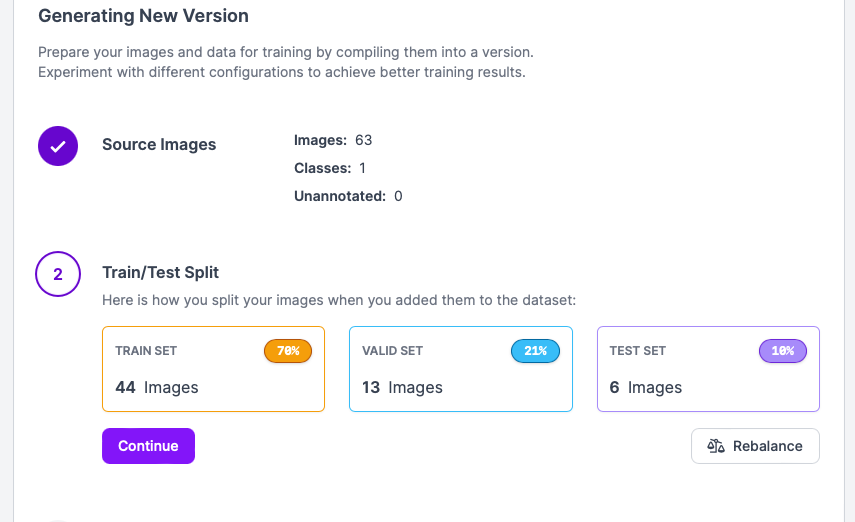 Generating New Version
Prepare your images and data for training by compiling them into a version.
Experiment with different configurations to achieve better training results.
Source Images
Images: 63
Classes: 1
Unannotated: 0
2
Train/Test Split
Here is how you split your images when you added them to the dataset:
TRAIN SET 70%
44 Images
VALID SET 21%
13 Images
TEST SET 10%
6 Images
Continue
Rebalance